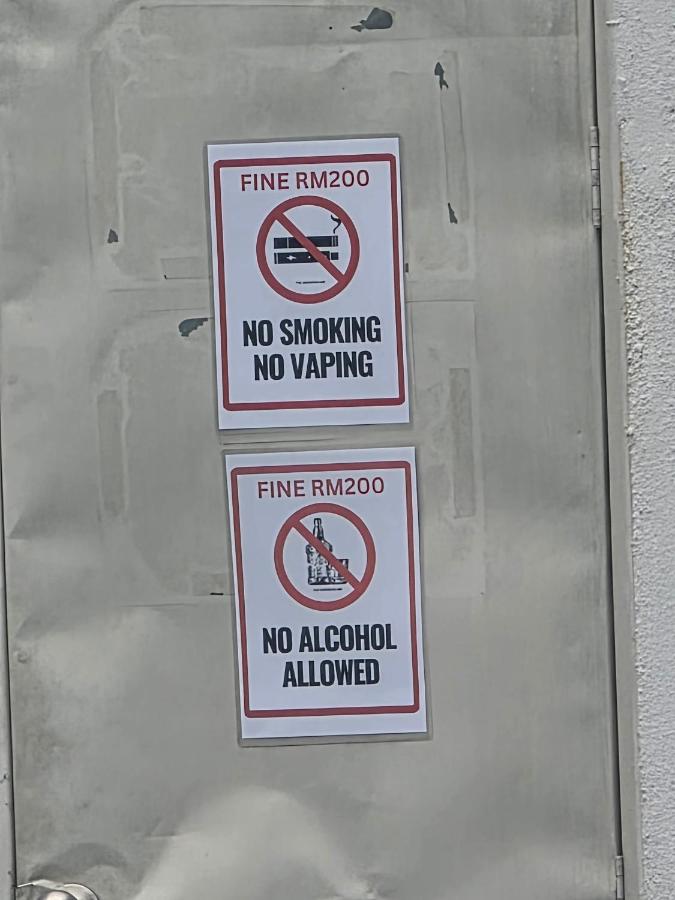 FINE RM200
NO SMOKING
NO VAPING
FINE RM200
NO ALCOHOL
ALLOWED